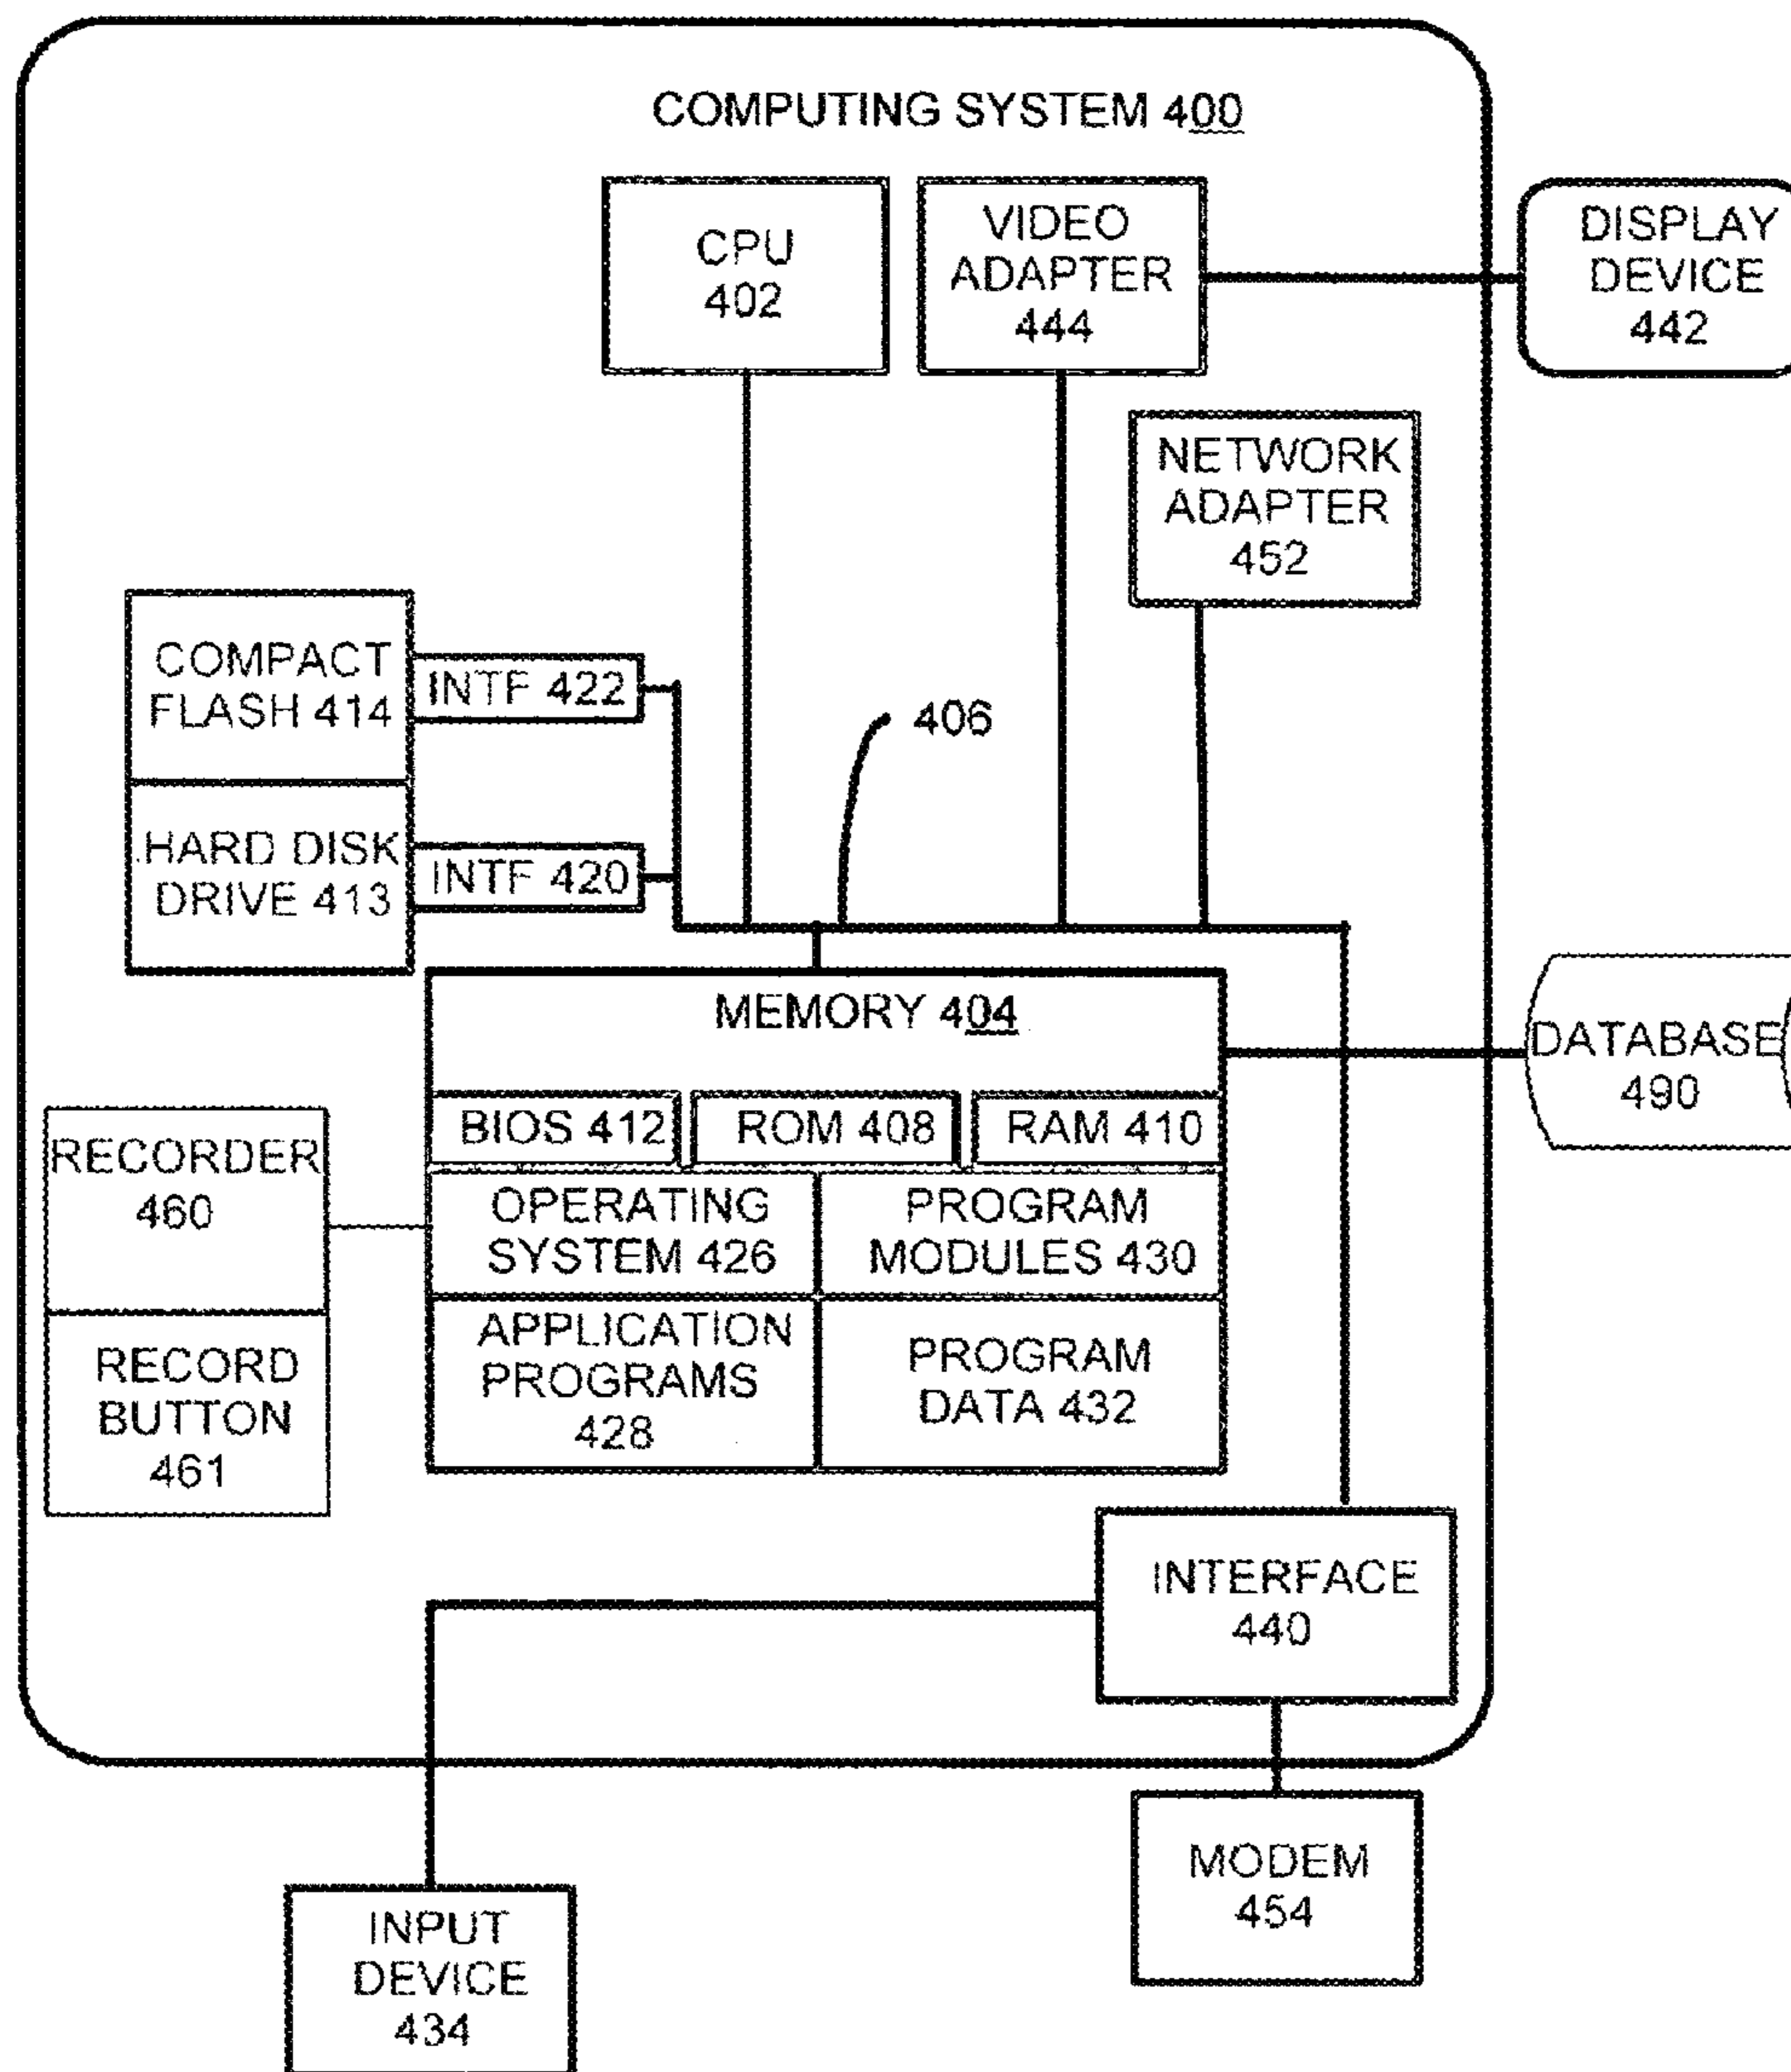 COMPUTING SYSTEM 400
CPU
402
VIDEO
ADAPTER
444
DISPLAY
DEVICE
442
NETWORK
ADAPTER
452
COMPACT
FLASH 414
INTF 422
406
HARD DISK
DRIVE 413
INTF 420
MEMORY 404
DATABASE
490
BIOS 412
ROM 408
RAM 410
RECORDER
460
OPERATING
SYSTEM 426
PROGRAM
MODULES 430
RECORD
BUTTON
461
APPLICATION
PROGRAMS
428
PROGRAM
DATA 432
INTERFACE
440
MODEM
454
INPUT
DEVICE
434